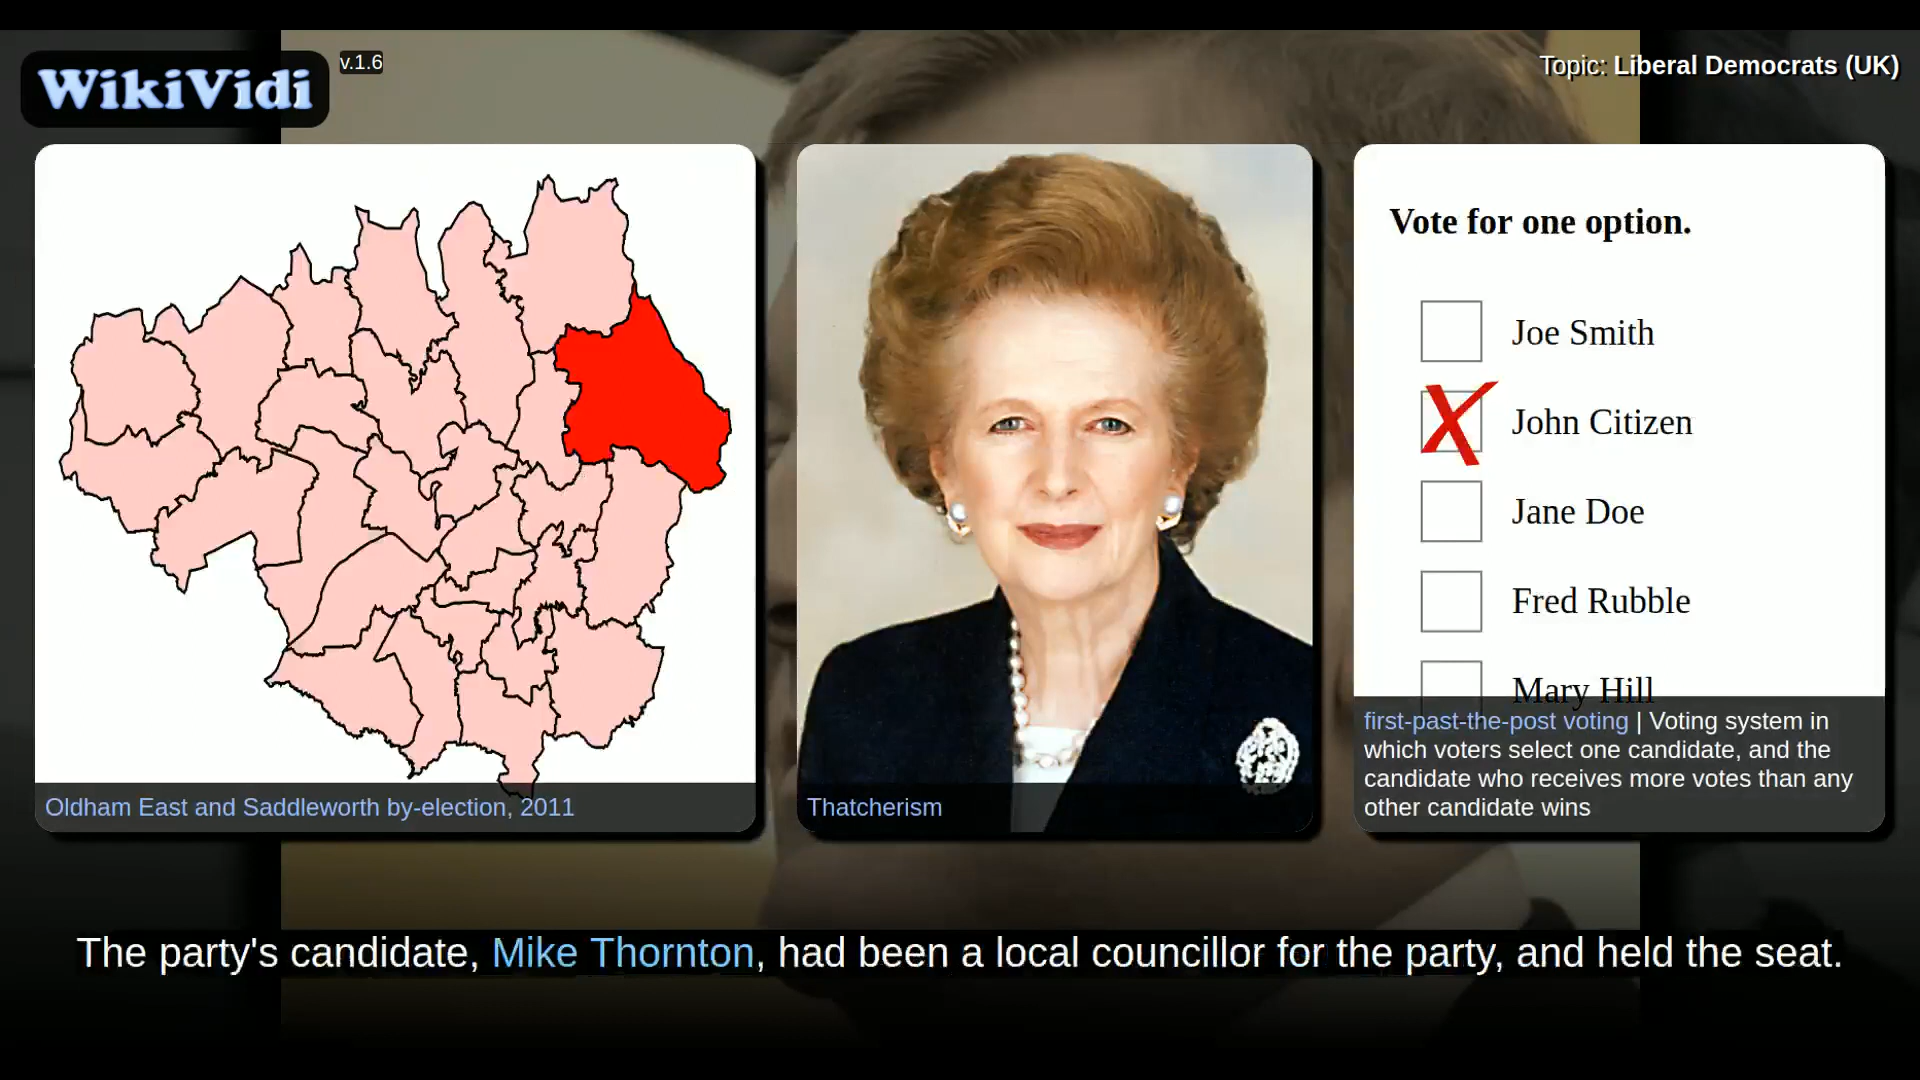 WikiVidi
v.1.6
Topic: Liberal Democrats (UK)
Oldham East and Saddleworth by-election, 2011
Thatcherism
Vote for one option.
Joe Smith
John Citizen
Jane Doe
Fred Rubble
Mary Hill
first-past-the-post voting | Voting system in
which voters select one candidate, and the
candidate who receives more votes than any
other candidate wins
The party's candidate, Mike Thornton, had been a local councillor for the party, and held the seat.